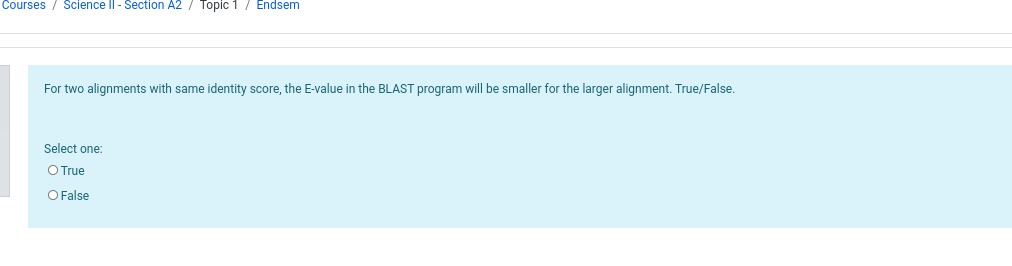 Courses / Science II - Section A2 / Topic 1 / Endsem
For two alignments with same identity score, the E-value in the BLAST program will be smaller for the larger alignment. True/False.
Select one:
True
False